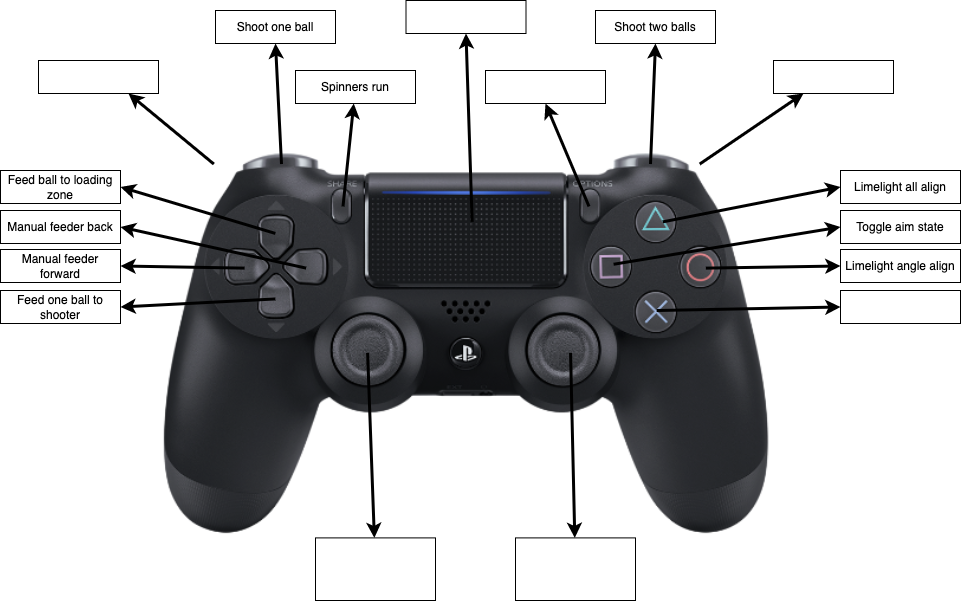 Shoot one ball
Shoot two balls
Spinners run
SHARE
OPTIONS
Feed ball to loading
zone
Limelight all align
Manual feeder back
Toggle aim state
Manual feeder
forward
Limelight angle align
Feed one ball to
shooter